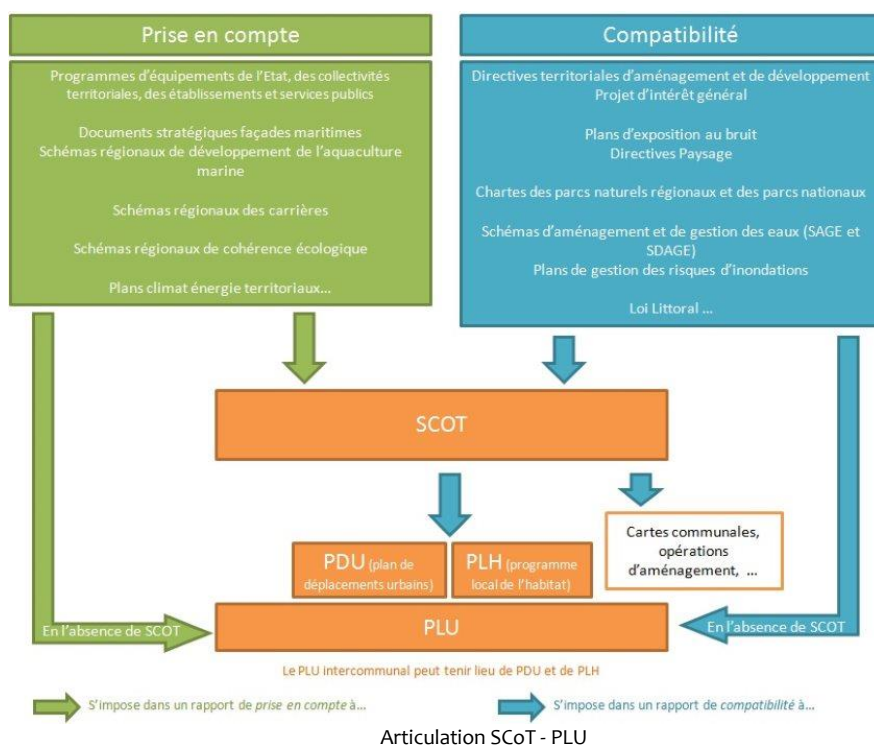 Prise en compte
Programmes d'équipements de l'Etat, des collectivités
territoriales, des établissements et services publics
Documents stratégiques façades maritimes
Schémas régionaux de développement de l'aquaculture
marine
Schémas régionaux des carrières
Schémas régionaux de cohérence écologique
Plans climat énergie territoriaux...
Compatibilité
Directives territoriales d'aménagement et de développement
Projet d'intérêt général
Plans d'exposition au bruit
Directives Paysage
Chartes des parcs naturels régionaux et des parcs nationaux
Schémas d'aménagement et de gestion des eaux (SAGE et
SDAGE)
Plans de gestion des risques d'inondations
Loi Littoral ...
SCOT
PDU (plan de
déplacements urbains)
PLH (programme
local de l'habitat)
Cartes communales,
opérations
d'aménagement, ...
En l'absence de SCOT
PLU
En l'absence de SCOT
Le PLU intercommunal peut tenir lieu de PDU et de PLH
S'impose dans un rapport de prise en compte à...
S'impose dans un rapport de compatibilité à...
Articulation SCoT - PLU